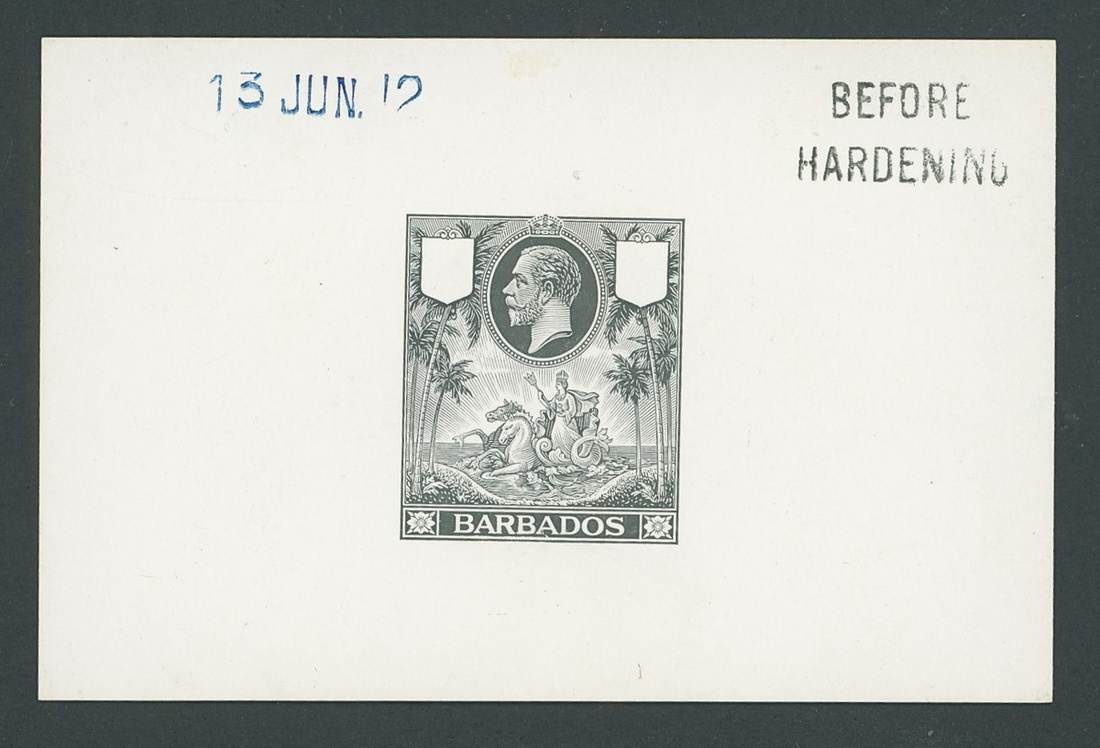 13 JUN. 12
BEFORE
HARDENING
BARBADOS